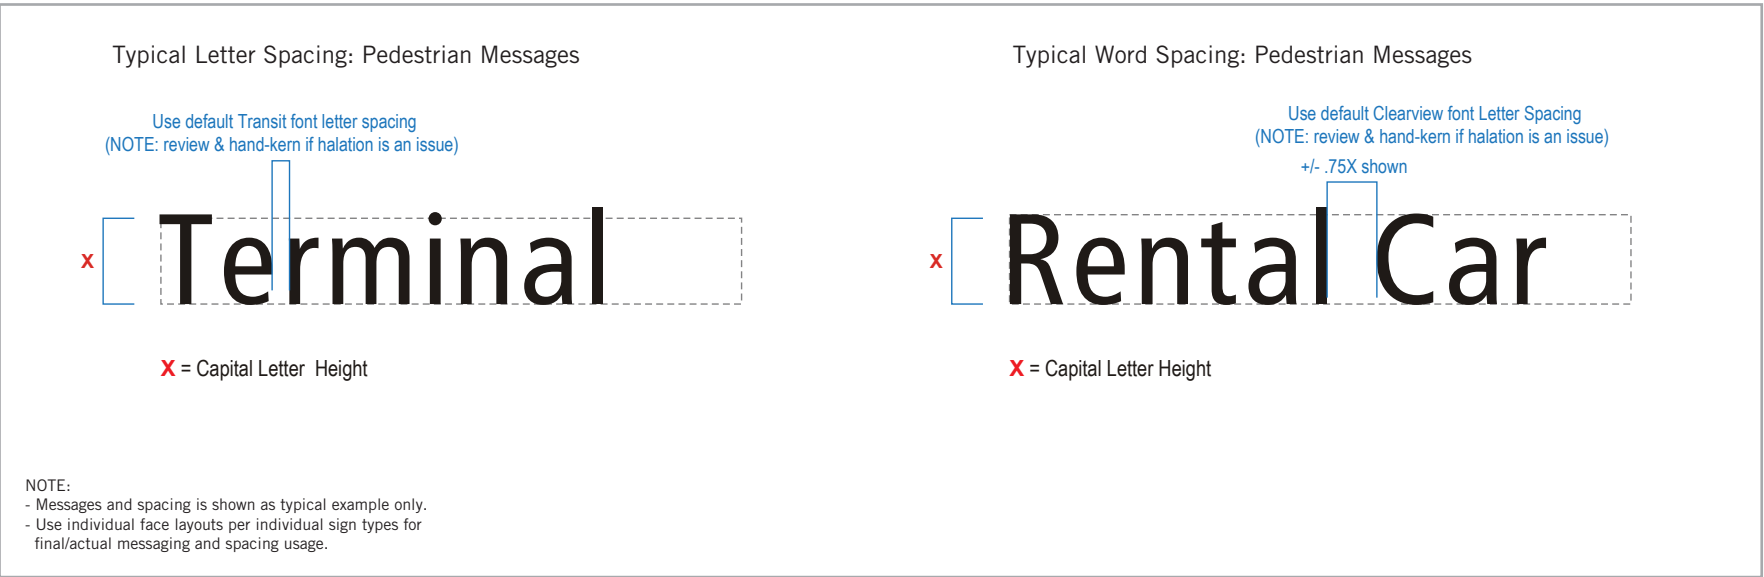 Typical Letter Spacing: Pedestrian Messages
Use default Transit font letter spacing
(NOTE: review & hand-kern if halation is an issue)
X
Terminal
X = Capital Letter Height
Typical Word Spacing: Pedestrian Messages
Use default Clearview font Letter Spacing
(NOTE: review & hand-kern if halation is an issue)
+/- .75X shown
X
Rental Car
X = Capital Letter Height
NOTE:
- Messages and spacing is shown as typical example only.
- Use individual face layouts per individual sign types for
final/actual messaging and spacing usage.